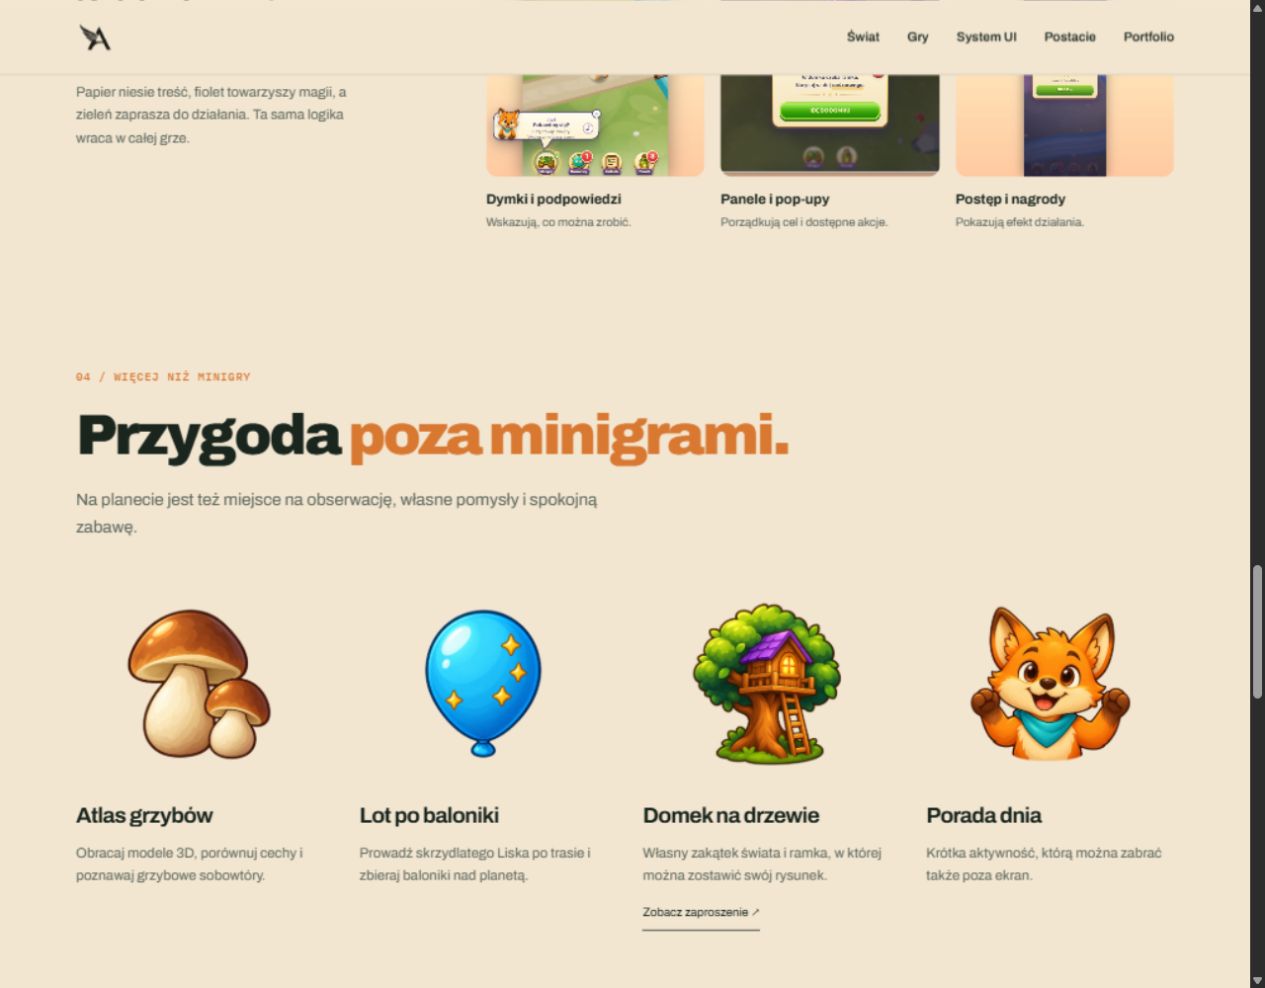 Świat
Gry
System UI
Postacie
Portfolio
Papier niesie treść, fiolet towarzyszy magii, a
zieleń zaprasza do działania. Ta sama logika
wraca w całej grze.
Dymki i podpowiedzi
Wskazują, co można zrobić.
Panele i pop-upy
Porządkują cel i dostępne akcje.
Postęp i nagrody
Pokazują efekt działania.
04 / WIĘCEJ NIŻ MINIGRY
Przygoda poza minigrami.
Na planecie jest też miejsce na obserwację, własne pomysły i spokojną
zabawę.
Atlas grzybów
Obracaj modele 3D, porównuj cechy i
poznawaj grzybowe sobowtóry.
Lot po baloniki
Prowadź skrzydlatego Liska po trasie i
zbieraj baloniki nad planetą.
Domek na drzewie
Własny zakątek świata i ramka, w której
można zostawić swój rysunek.
Zobacz zaproszenie ↗
Porada dnia
Krótka aktywność, którą można zabrać
także poza ekran.